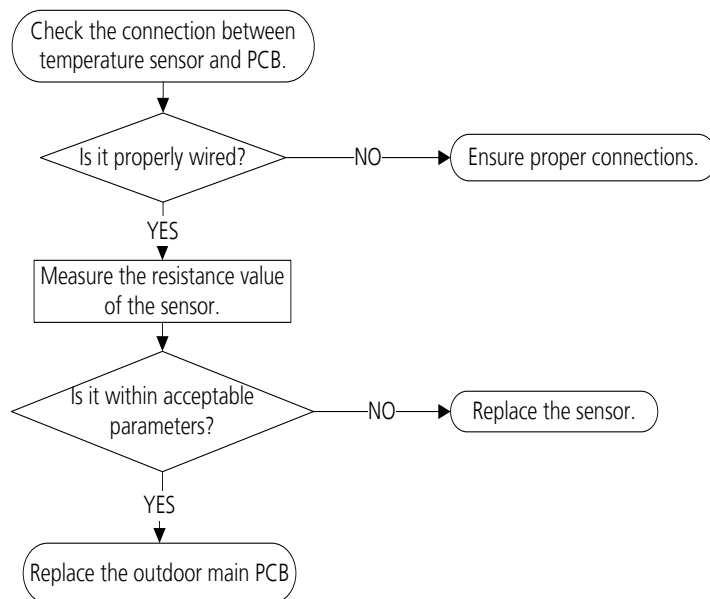 Check the connection between
temperature sensor and PCB.
Is it properly wired?
NO
Ensure proper connections.
YES
Measure the resistance value
of the sensor.
Is it within acceptable
parameters?
NO
Replace the sensor.
YES
Replace the outdoor main PCB